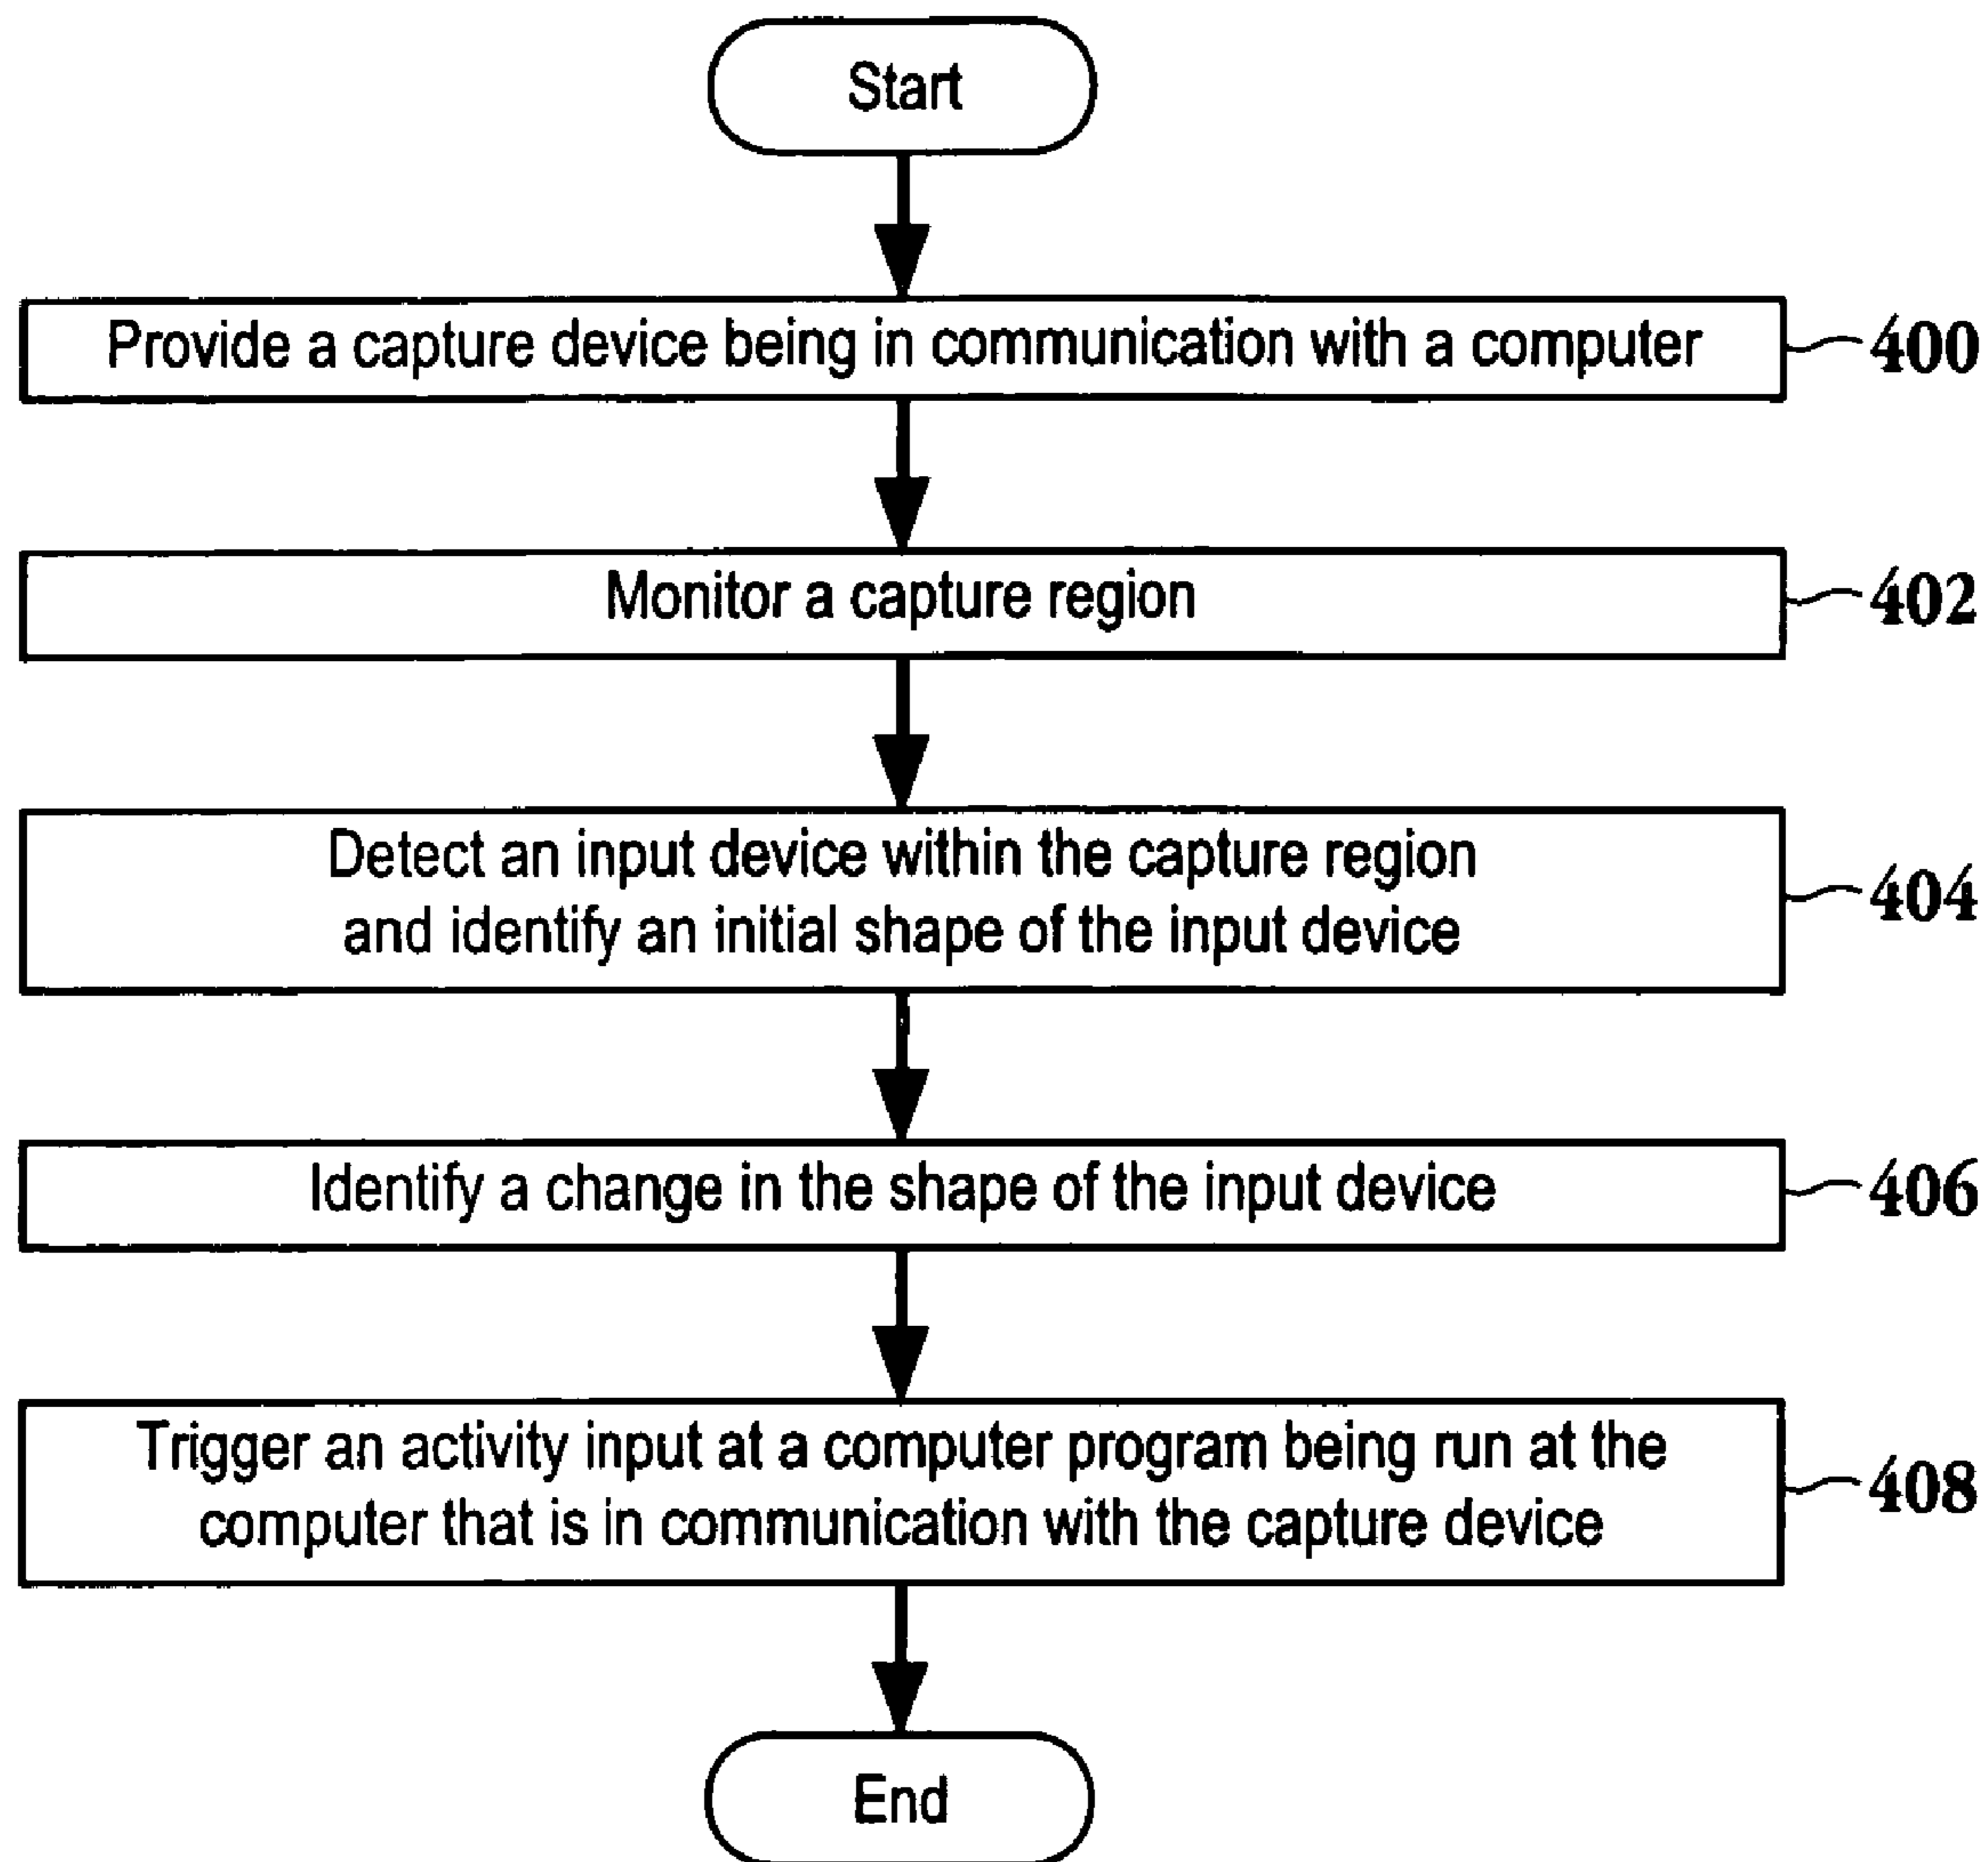 Start
Provide a capture device being in communication with a computer
400
Monitor a capture region
402
Detect an input device within the capture region
and identify an initial shape of the input device
404
Identify a change in the shape of the input device
406
Trigger an activity input at a computer program being run at the
computer that is in communication with the capture device
408
End